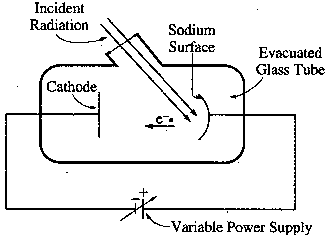 Incident
Radiation
Sodium
Surface
Evacuated
Glass Tube
Cathode
e⁻
- +
Variable Power Supply